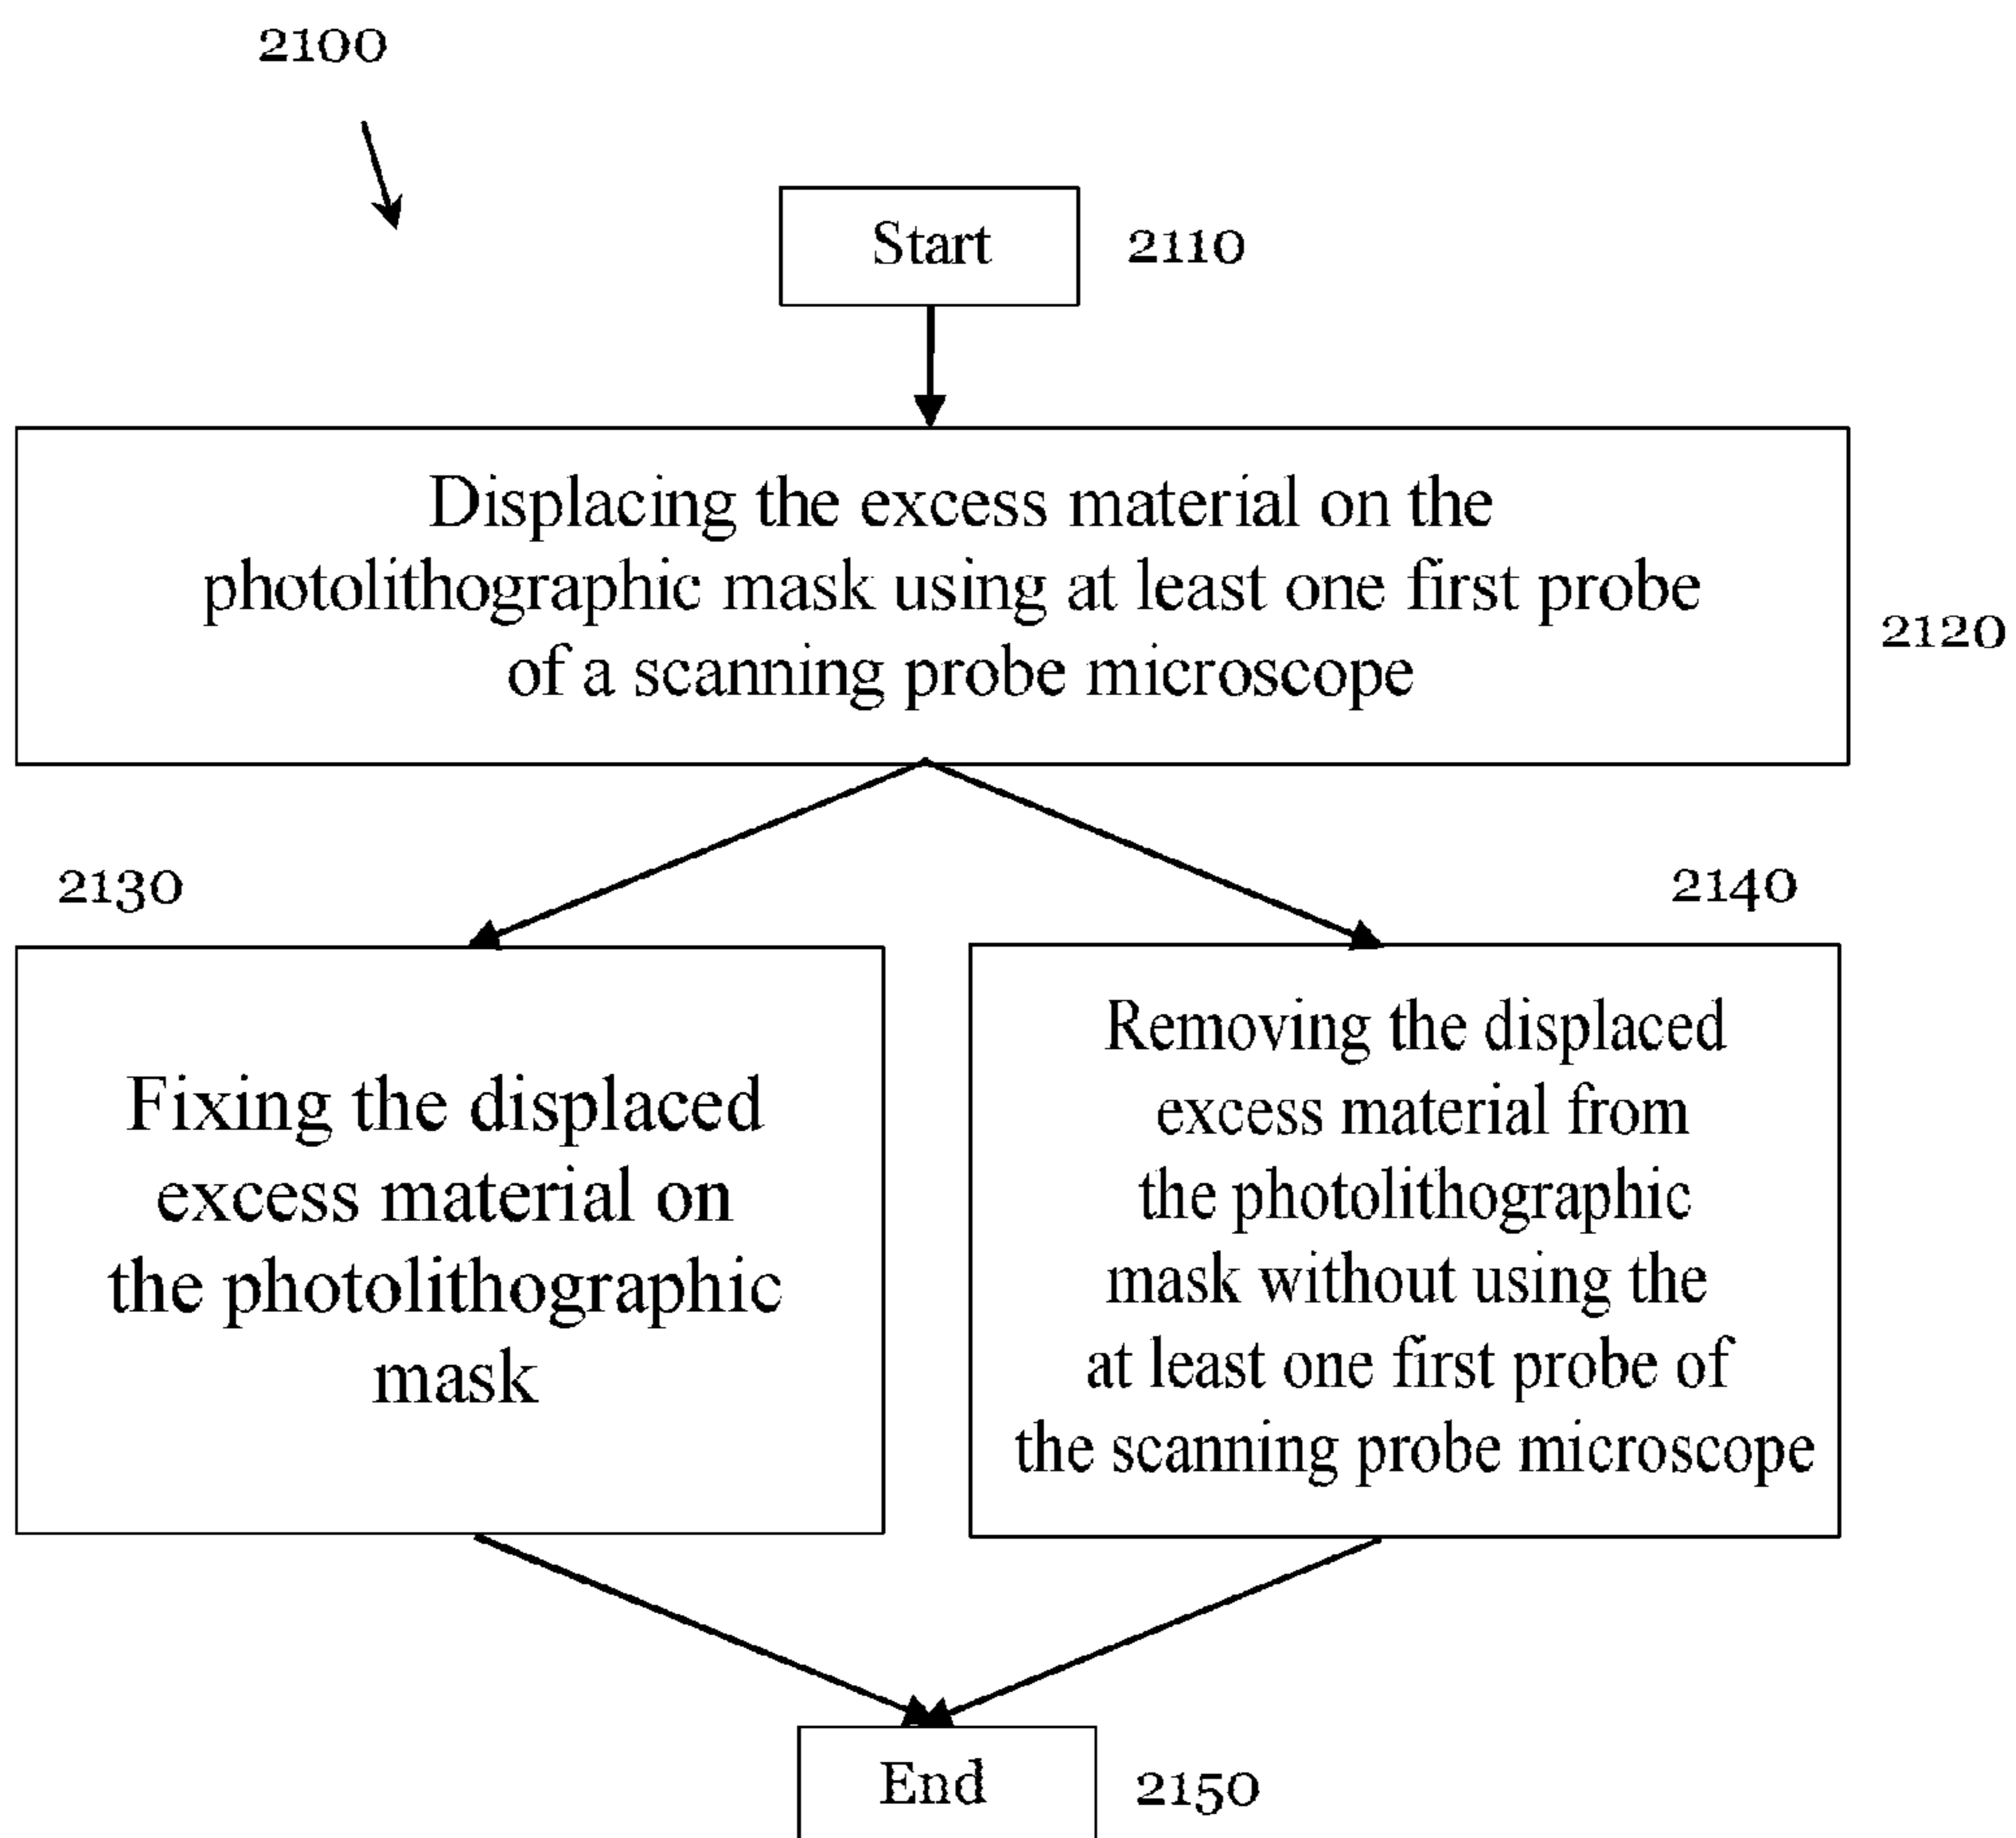 2100
Start
2110
Displacing the excess material on the
photolithographic mask using at least one first probe
of a scanning probe microscope
2120
2130
2140
Fixing the displaced
excess material on
the photolithographic
mask
Removing the displaced
excess material from
the photolithographic
mask without using the
at least one first probe of
the scanning probe microscope
End
2150